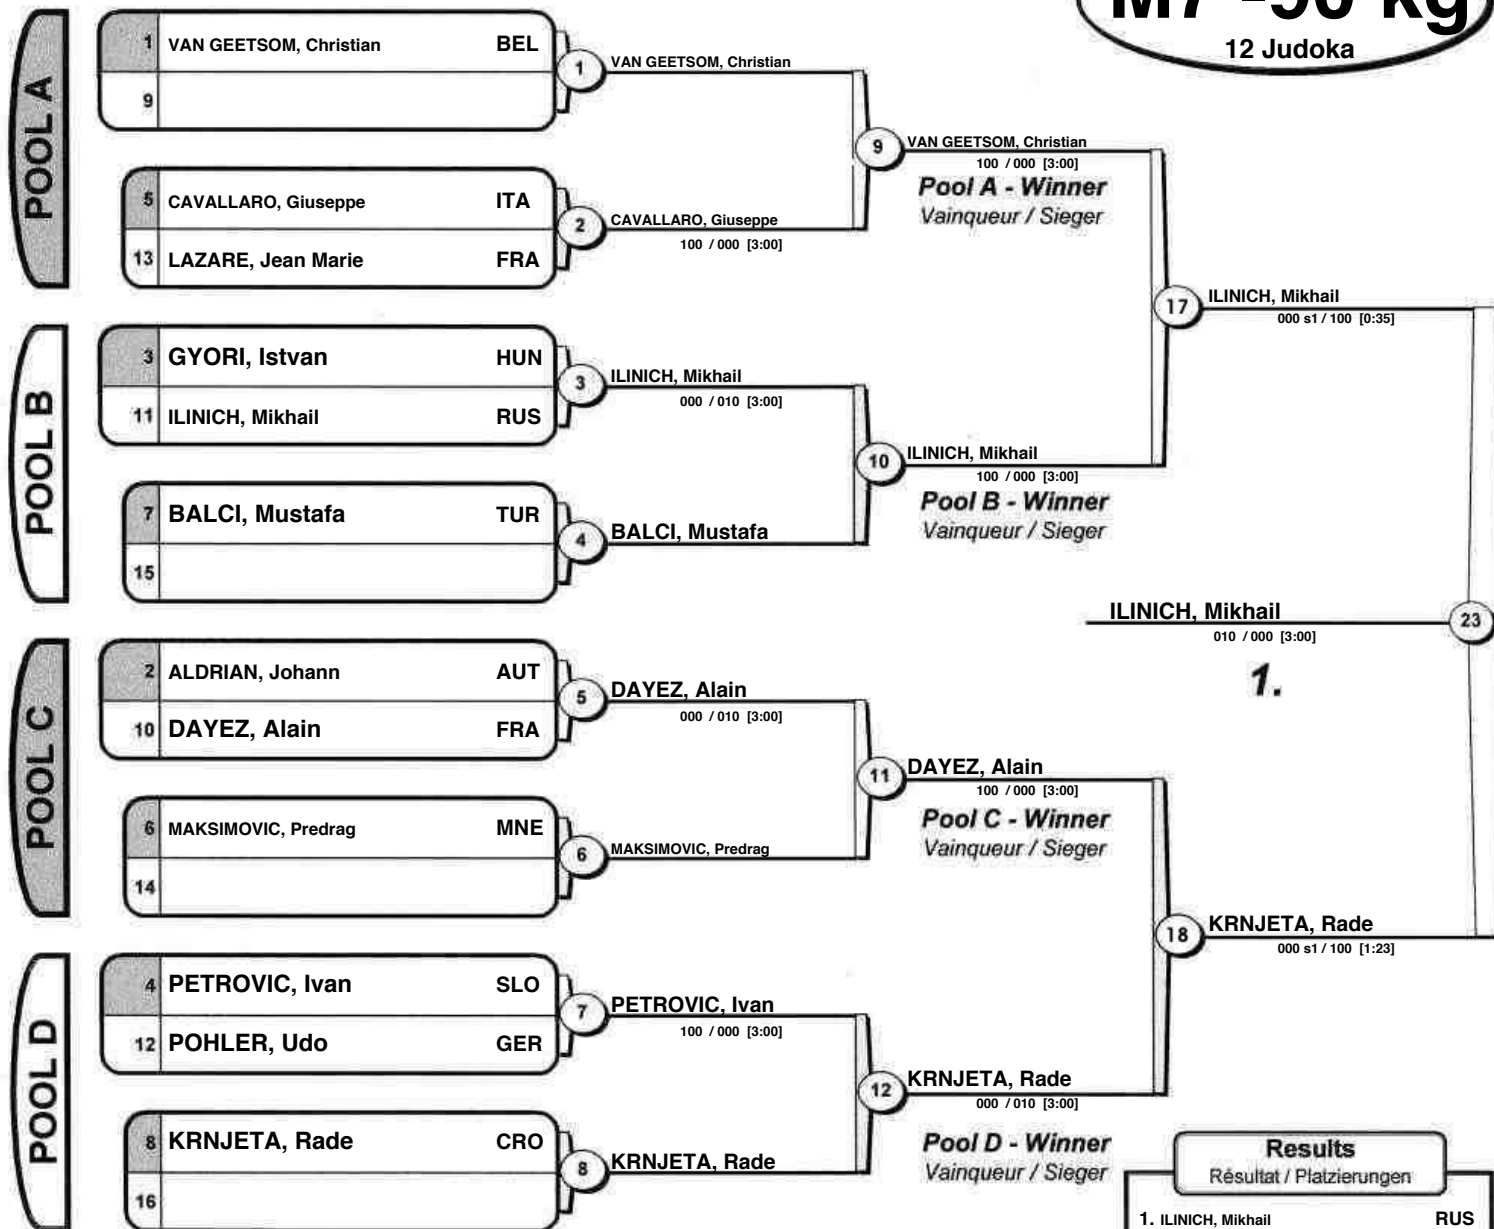 M7 -90 kg
12 Judoka
POOL A
1 VAN GEETSOM, Christian BEL
9
1 VAN GEETSOM, Christian
5 CAVALLARO, Giuseppe ITA
13 LAZARE, Jean Marie FRA
2 CAVALLARO, Giuseppe
100 / 000 [3:00]
9 VAN GEETSOM, Christian
100 / 000 [3:00]
Pool A - Winner
Vainqueur / Sieger
POOL B
3 GYORI, Istvan HUN
11 ILINICH, Mikhail RUS
3 ILINICH, Mikhail
000 / 010 [3:00]
7 BALCI, Mustafa TUR
15
4 BALCI, Mustafa
10 ILINICH, Mikhail
100 / 000 [3:00]
Pool B - Winner
Vainqueur / Sieger
17 ILINICH, Mikhail
000 s1 / 100 [0:35]
ILINICH, Mikhail 23
010 / 000 [3:00]
1.
POOL C
2 ALDRIAN, Johann AUT
10 DAYEZ, Alain FRA
5 DAYEZ, Alain
000 / 010 [3:00]
6 MAKSIMOVIC, Predrag MNE
14
6 MAKSIMOVIC, Predrag
11 DAYEZ, Alain
100 / 000 [3:00]
Pool C - Winner
Vainqueur / Sieger
18 KRNJETA, Rade
000 s1 / 100 [1:23]
POOL D
4 PETROVIC, Ivan SLO
12 POHLER, Udo GER
7 PETROVIC, Ivan
100 / 000 [3:00]
8 KRNJETA, Rade CRO
16
8 KRNJETA, Rade
12 KRNJETA, Rade
000 / 010 [3:00]
Pool D - Winner
Vainqueur / Sieger
Results
Résultat / Platzierungen
1. ILINICH, Mikhail RUS